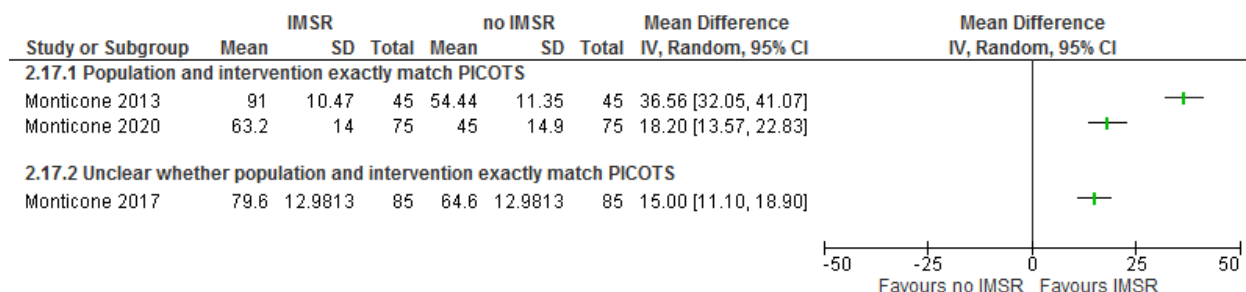 IMSR no IMSR Mean Difference Mean Difference
Study or Subgroup Mean SD Total Mean SD Total IV, Random, 95% CI IV, Random, 95% CI
2.17.1 Population and intervention exactly match PICOTS
Monticone 2013 91 10.47 45 54.44 11.35 45 36.56 [32.05, 41.07]
Monticone 2020 63.2 14 75 45 14.9 75 18.20 [13.57, 22.83]
2.17.2 Unclear whether population and intervention exactly match PICOTS
Monticone 2017 79.6 12.9813 85 64.6 12.9813 85 15.00 [11.10, 18.90]
-50 -25 0 25 50
Favours no IMSR Favours IMSR